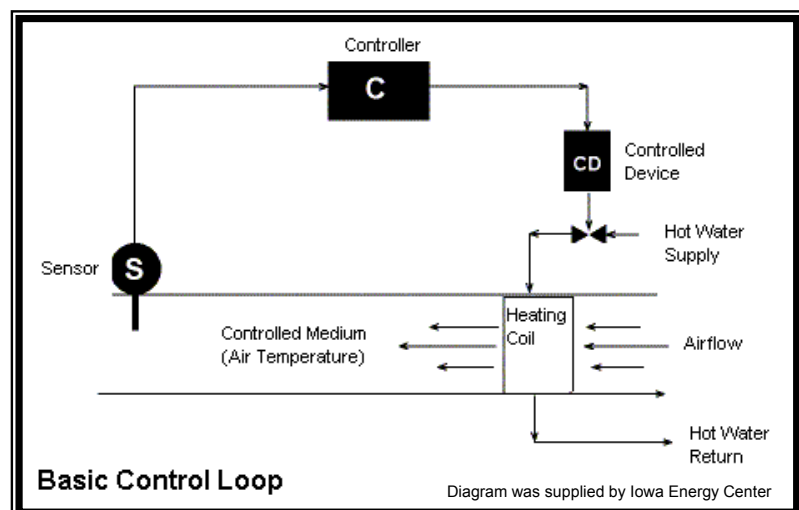 Controller
C
Controlled
Device
CD
Hot Water
Supply
Sensor
S
Heating
Coil
Controlled Medium
(Air Temperature)
Airflow
Hot Water
Return
Basic Control Loop
Diagram was supplied by Iowa Energy Center